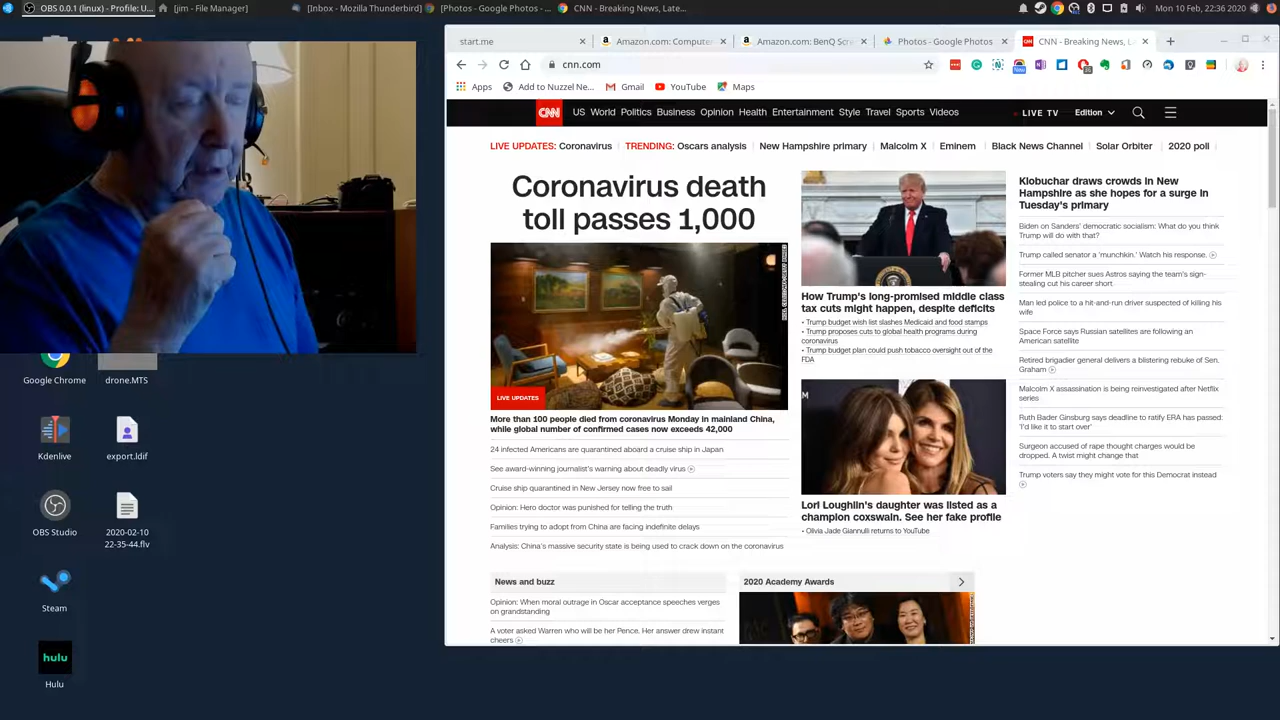 OBS 0.0.1 (linux) - Profile: U...
[jim - File Manager]
[Inbox - Mozilla Thunderbird]
[Photos - Google Photos - ...
CNN - Breaking News, Late...
Mon 10 Feb, 22:36 2020
start.me
Amazon.com: Computer
Amazon.com: BenQ Scre
Photos - Google Photos
CNN - Breaking News, La
cnn.com
Apps
Add to Nuzzel Ne...
Gmail
YouTube
Maps
CNN
US World Politics Business Opinion Health Entertainment Style Travel Sports Videos
LIVE TV
Edition
LIVE UPDATES: Coronavirus
TRENDING: Oscars analysis
New Hampshire primary
Malcolm X
Eminem
Black News Channel
Solar Orbiter
2020 poll
Coronavirus death
toll passes 1,000
LIVE UPDATES
More than 100 people died from coronavirus Monday in mainland China,
while global number of confirmed cases now exceeds 42,000
24 infected Americans are quarantined aboard a cruise ship in Japan
See award-winning journalist's warning about deadly virus
Cruise ship quarantined in New Jersey now free to sail
Opinion: Hero doctor was punished for telling the truth
Families trying to adopt from China are facing indefinite delays
Analysis: China's massive security state is being used to crack down on the coronavirus
How Trump's long-promised middle class
tax cuts might happen, despite deficits
• Trump budget wish list slashes Medicaid and food stamps
• Trump proposes cuts to global health programs during
coronavirus
• Trump budget plan could push tobacco oversight out of the
FDA
Lori Loughlin's daughter was listed as a
champion coxswain. See her fake profile
• Olivia Jade Giannulli returns to YouTube
Klobuchar draws crowds in New
Hampshire as she hopes for a surge in
Tuesday's primary
Biden on Sanders' democratic socialism: What do you think
Trump will do with that?
Trump called senator a 'munchkin.' Watch his response.
Former MLB pitcher sues Astros saying the team's sign-
stealing cut his career short
Man led police to a hit-and-run driver suspected of killing his
wife
Space Force says Russian satellites are following an
American satellite
Retired brigadier general delivers a blistering rebuke of Sen.
Graham
Malcolm X assassination is being reinvestigated after Netflix
series
Ruth Bader Ginsburg says deadline to ratify ERA has passed:
'I'd like it to start over'
Surgeon accused of rape thought charges would be
dropped. A twist might change that
Trump voters say they might vote for this Democrat instead
News and buzz
Opinion: When moral outrage in Oscar acceptance speeches verges
on grandstanding
A voter asked Warren who will be her Pence. Her answer drew instant
cheers
2020 Academy Awards
Google Chrome
drone.MTS
Kdenlive
export.ldif
OBS Studio
2020-02-10
22-35-44.flv
Steam
hulu
Hulu